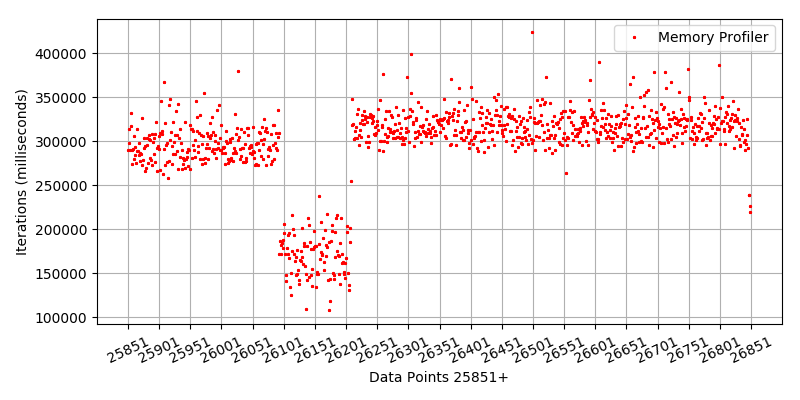 Memory Profiler
Iterations (milliseconds)
400000
350000
300000
250000
200000
150000
100000
25851 25901 25951 26001 26051 26101 26151 26201 26251 26301 26351 26401 26451 26501 26551 26601 26651 26701 26751 26801 26851
Data Points 25851+